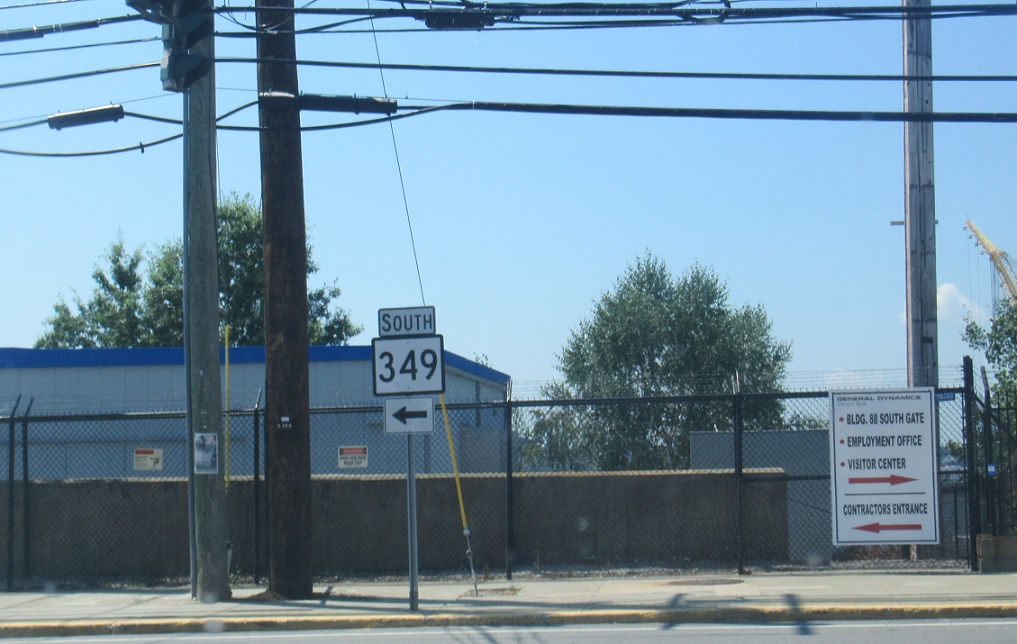 SOUTH
349
GENERAL DYNAMICS
BLDG. 88 SOUTH GATE
EMPLOYMENT OFFICE
VISITOR CENTER
CONTRACTORS ENTRANCE